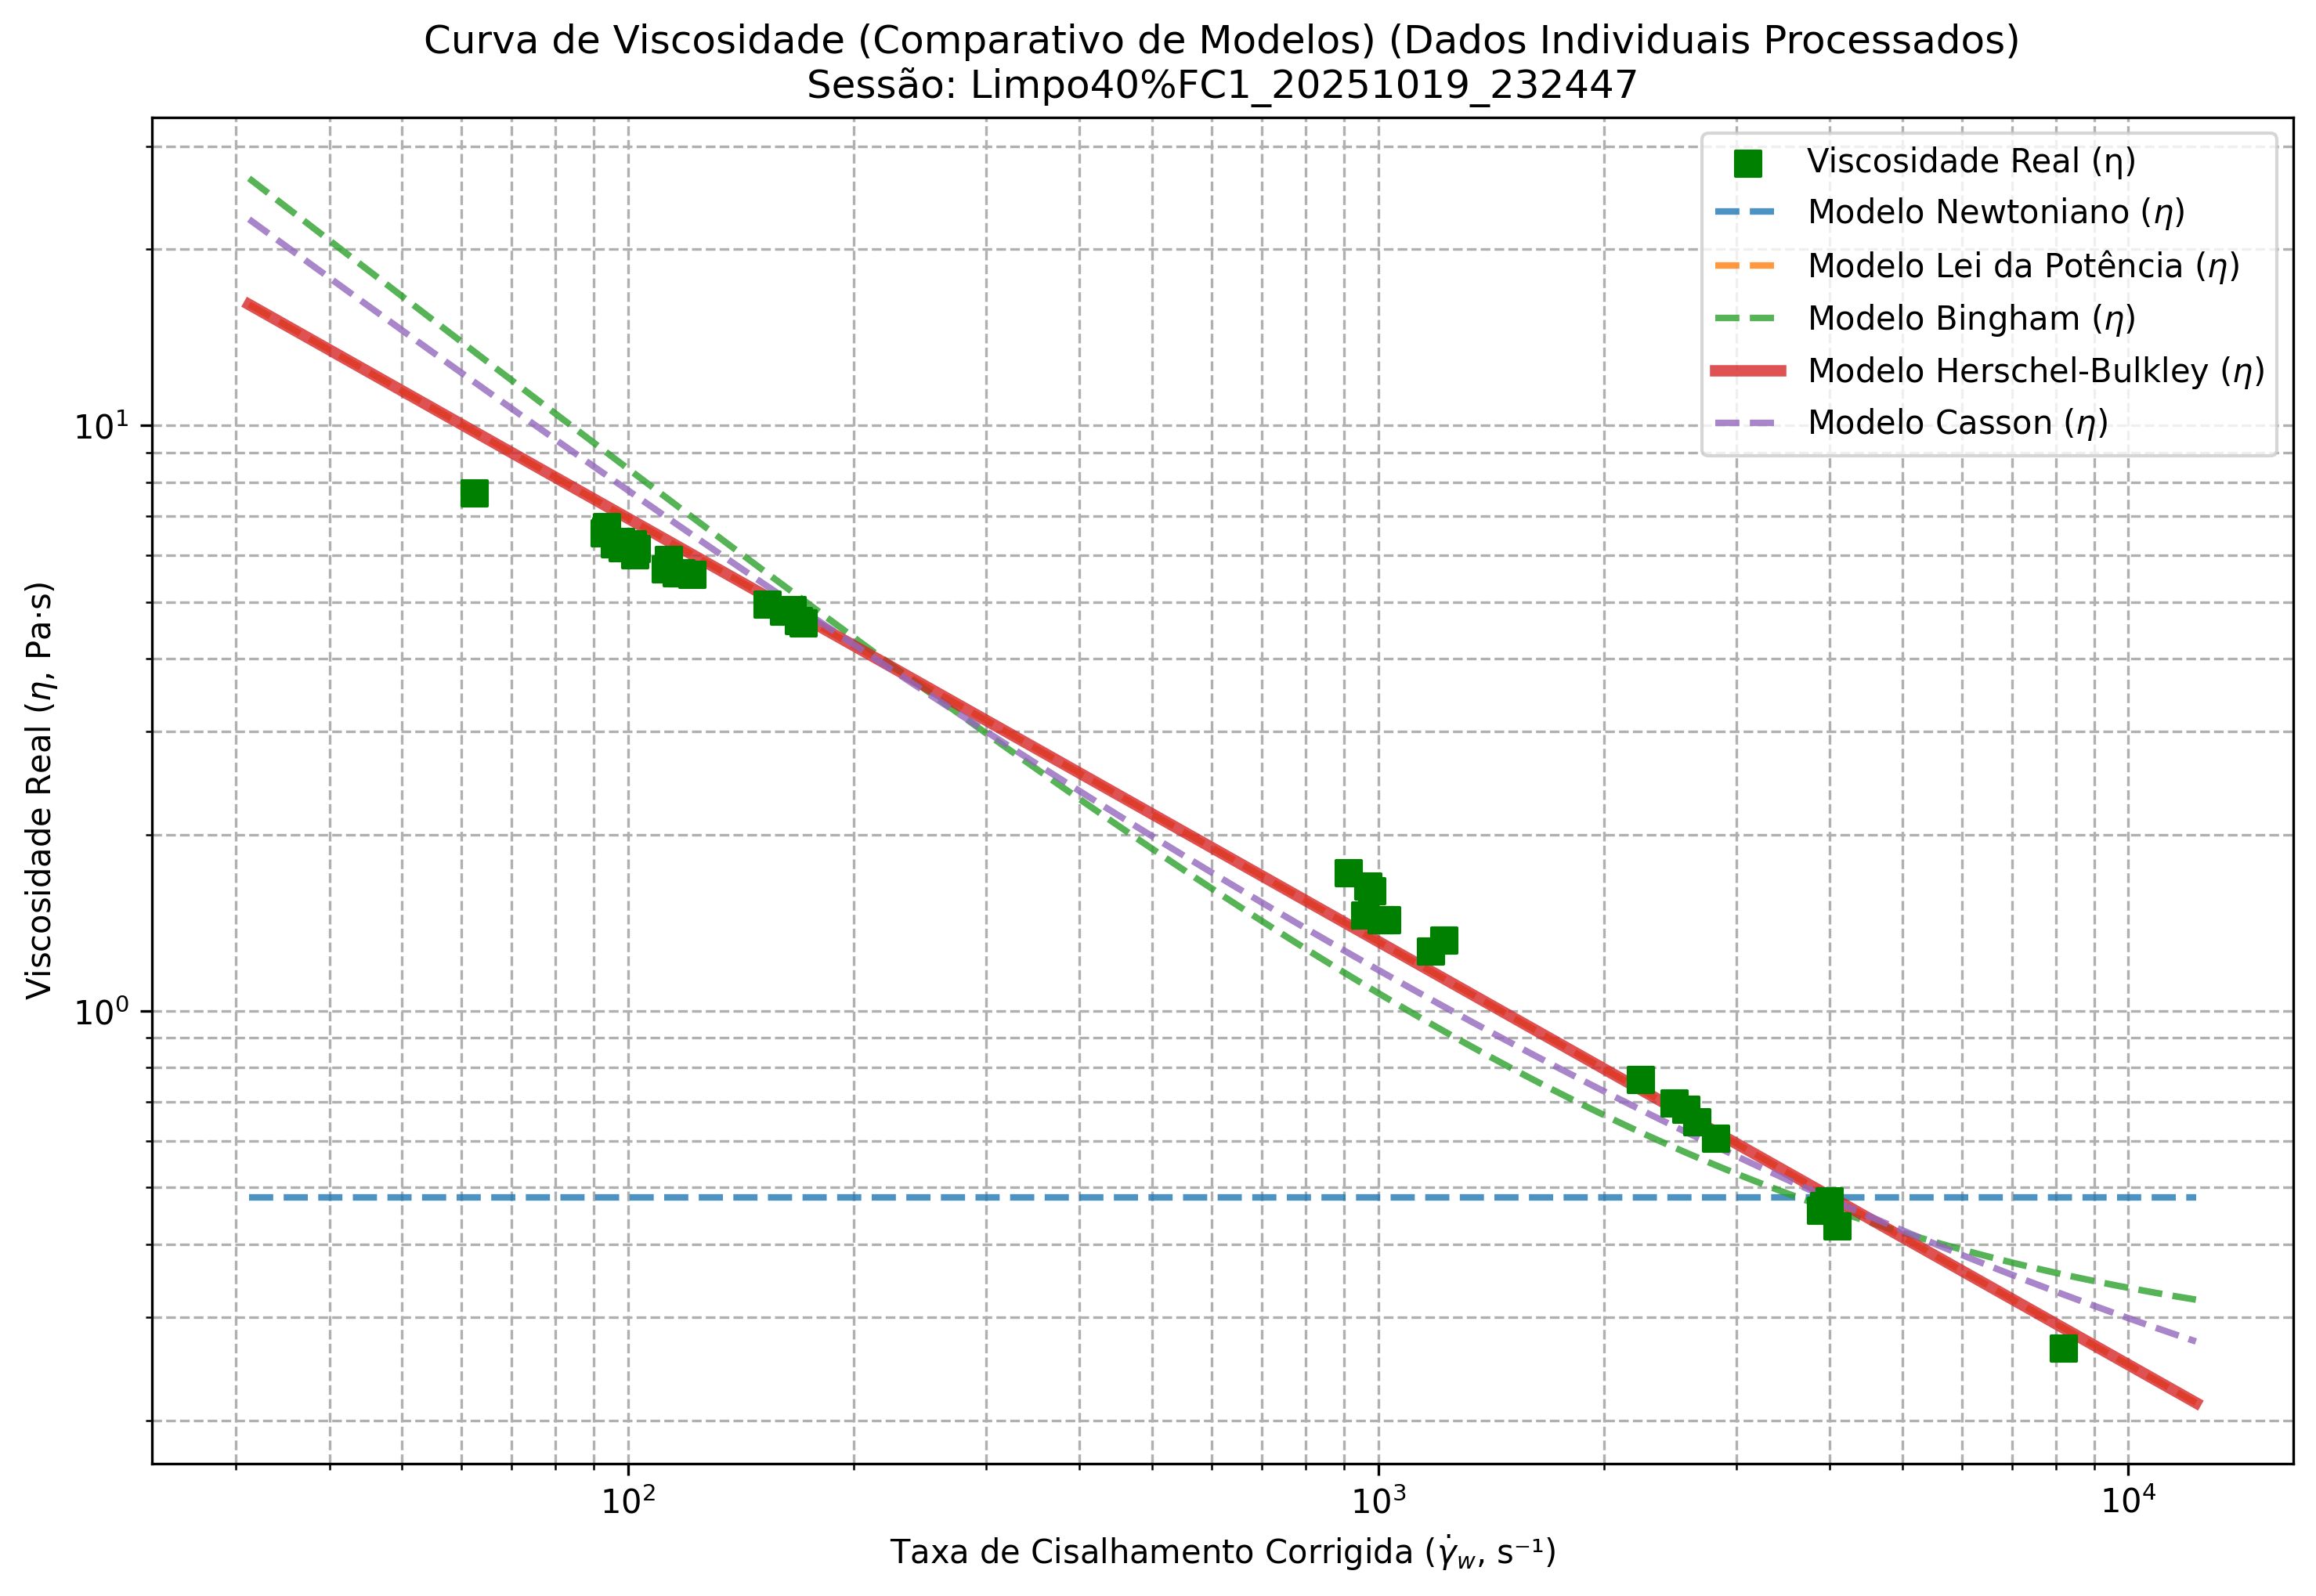 Curva de Viscosidade (Comparativo de Modelos) (Dados Individuais Processados)
Sessão: Limpo40%FC1_20251019_232447
Viscosidade Real (η)
Modelo Newtoniano (η)
Modelo Lei da Potência (η)
Modelo Bingham (η)
Modelo Herschel-Bulkley (η)
Modelo Casson (η)
Viscosidade Real (η, Pa·s)
10¹
10⁰
10²
10³
10⁴
Taxa de Cisalhamento Corrigida (γ̇w, s⁻¹)